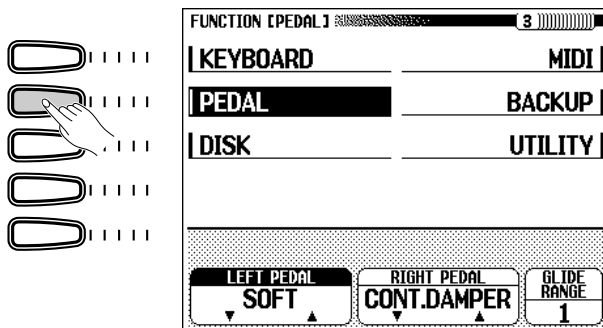 FUNCTION [PEDAL] 3
KEYBOARD MIDI
PEDAL BACKUP
DISK UTILITY
LEFT PEDAL RIGHT PEDAL GLIDE
RANGE
SOFT CONT.DAMPER 1